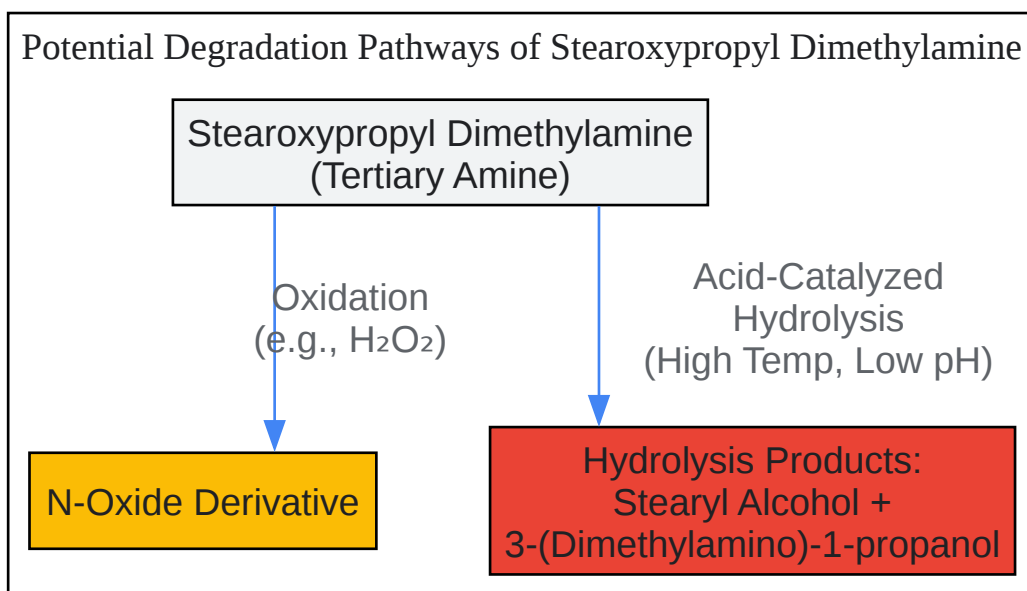 Potential Degradation Pathways of Stearoxypropyl Dimethylamine
Stearoxypropyl Dimethylamine
(Tertiary Amine)
Oxidation
(e.g., H₂O₂)
Acid-Catalyzed
Hydrolysis
(High Temp, Low pH)
N-Oxide Derivative
Hydrolysis Products:
Stearyl Alcohol +
3-(Dimethylamino)-1-propanol